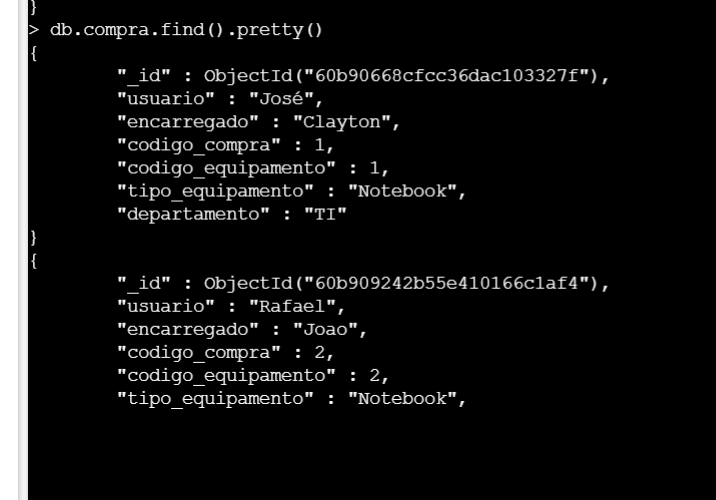 }
> db.compra.find().pretty()
{
"_id" : ObjectId("60b90668cfcc36dac103327f"),
"usuario" : "José",
"encarregado" : "Clayton",
"codigo_compra" : 1,
"codigo_equipamento" : 1,
"tipo_equipamento" : "Notebook",
"departamento" : "TI"
}
{
"_id" : ObjectId("60b909242b55e410166c1af4"),
"usuario" : "Rafael",
"encarregado" : "Joao",
"codigo_compra" : 2,
"codigo_equipamento" : 2,
"tipo_equipamento" : "Notebook",